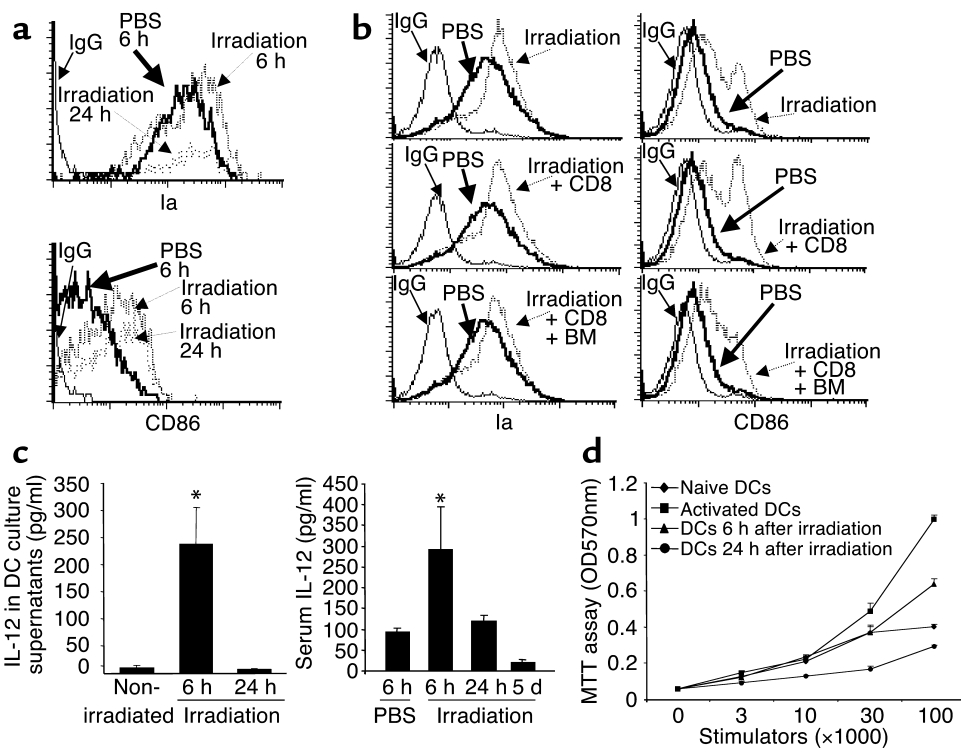 a
IgG
PBS
6 h
Irradiation
6 h
Irradiation
24 h
Ia
IgG
PBS
6 h
Irradiation
6 h
Irradiation
24 h
CD86
b
IgG
PBS
Irradiation
IgG
PBS
Irradiation
IgG
PBS
Irradiation
+ CD8
IgG
PBS
Irradiation
+ CD8
IgG
PBS
Irradiation
+ CD8
+ BM
Ia
IgG
PBS
Irradiation
+ CD8
+ BM
CD86
c
IL-12 in DC culture
supernatants (pg/ml)
350
300
250
200
150
100
50
0
*
Non-
irradiated
6 h
24 h
Irradiation
Serum IL-12 (pg/ml)
450
400
350
300
250
200
150
100
50
0
*
6 h
6 h
24 h
5 d
PBS
Irradiation
d
MTT assay (OD570nm)
1.2
1
0.8
0.6
0.4
0.2
0
Naive DCs
Activated DCs
DCs 6 h after irradiation
DCs 24 h after irradiation
0 3 10 30 100
Stimulators (×1000)